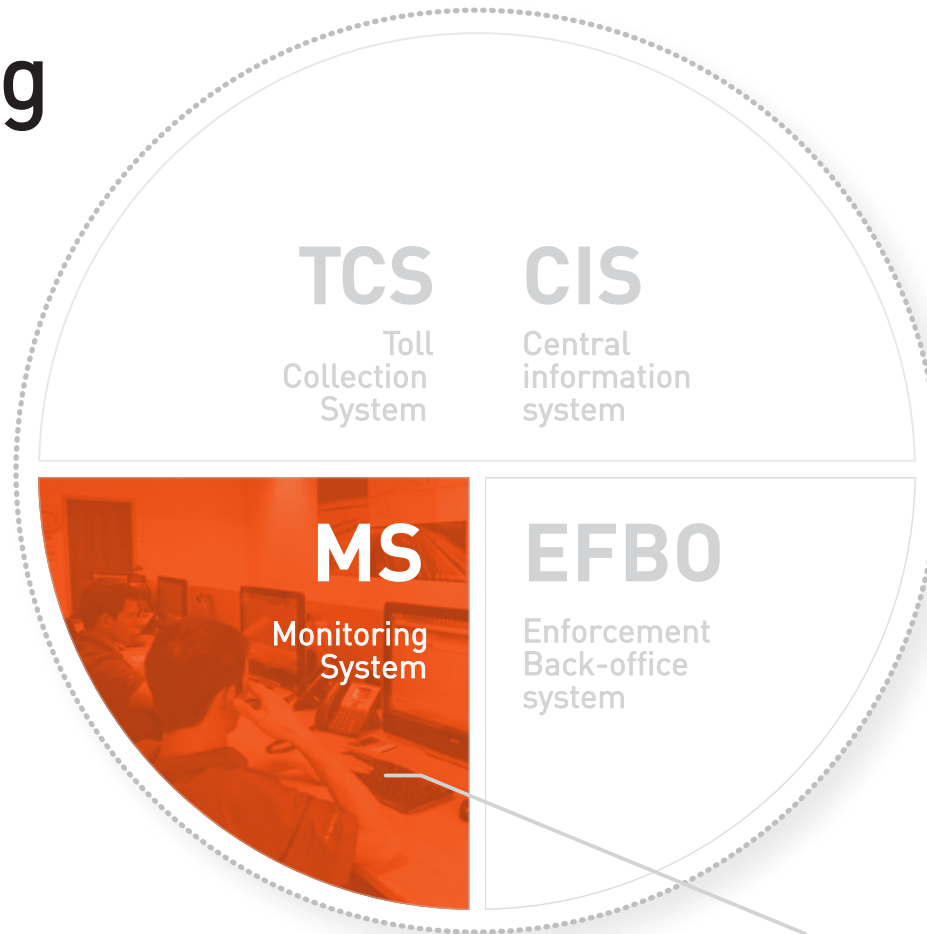 g
TCS
Toll
Collection
System
CIS
Central
information
system
MS
Monitoring
System
EFBO
Enforcement
Back-office
system